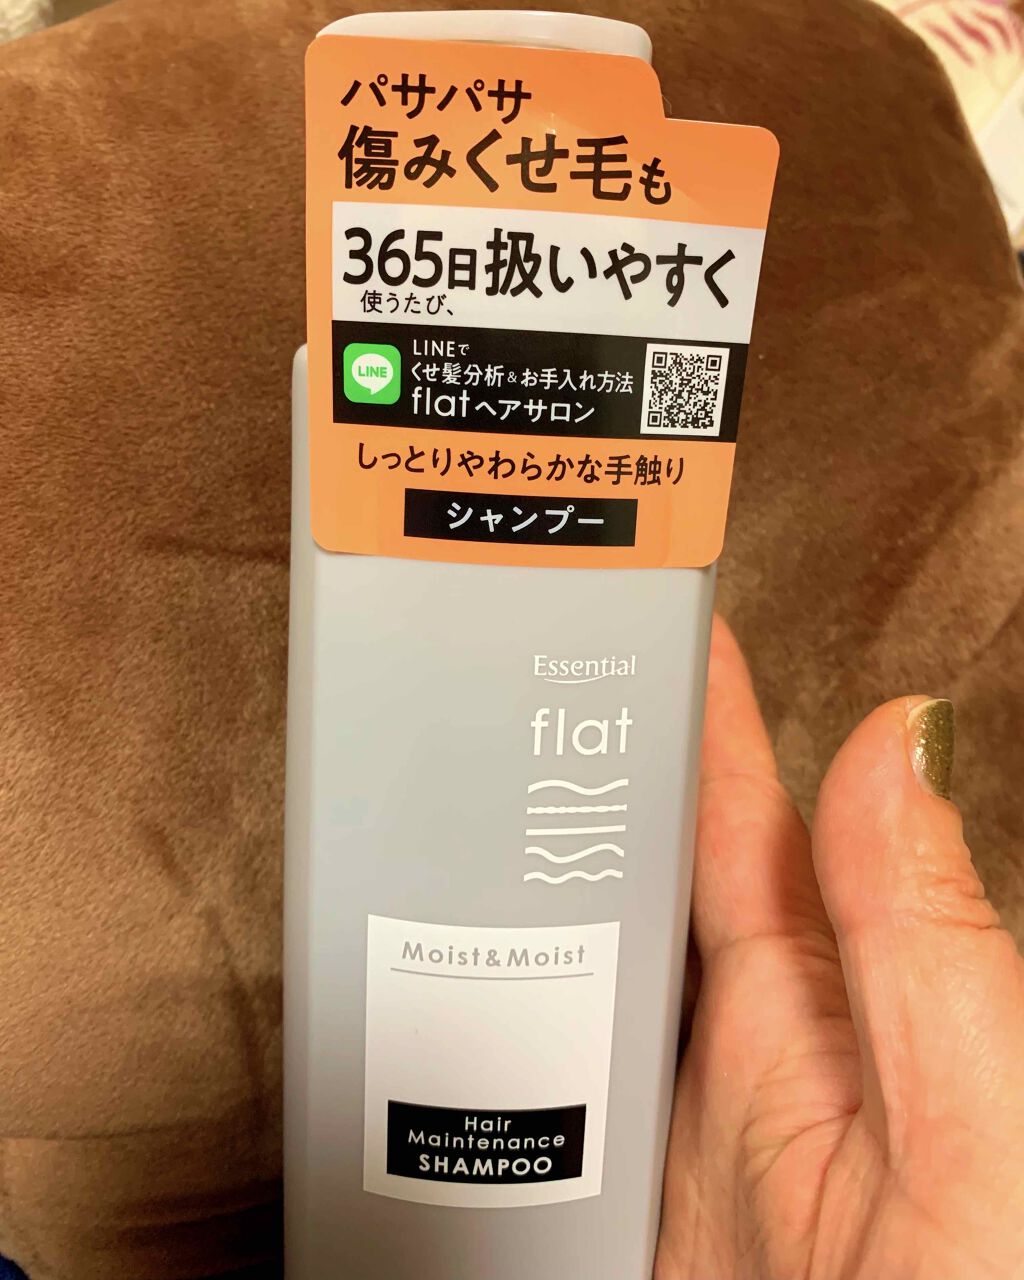 パサパサ
傷みくせ毛も
365日扱いやすく
使うたび、
LINE
LINEで
くせ髪分析&お手入れ方法
flatヘアサロン
しっとりやわらかな手触り
シャンプー
Essential
flat
Moist&Moist
Hair
Maintenance
SHAMPOO